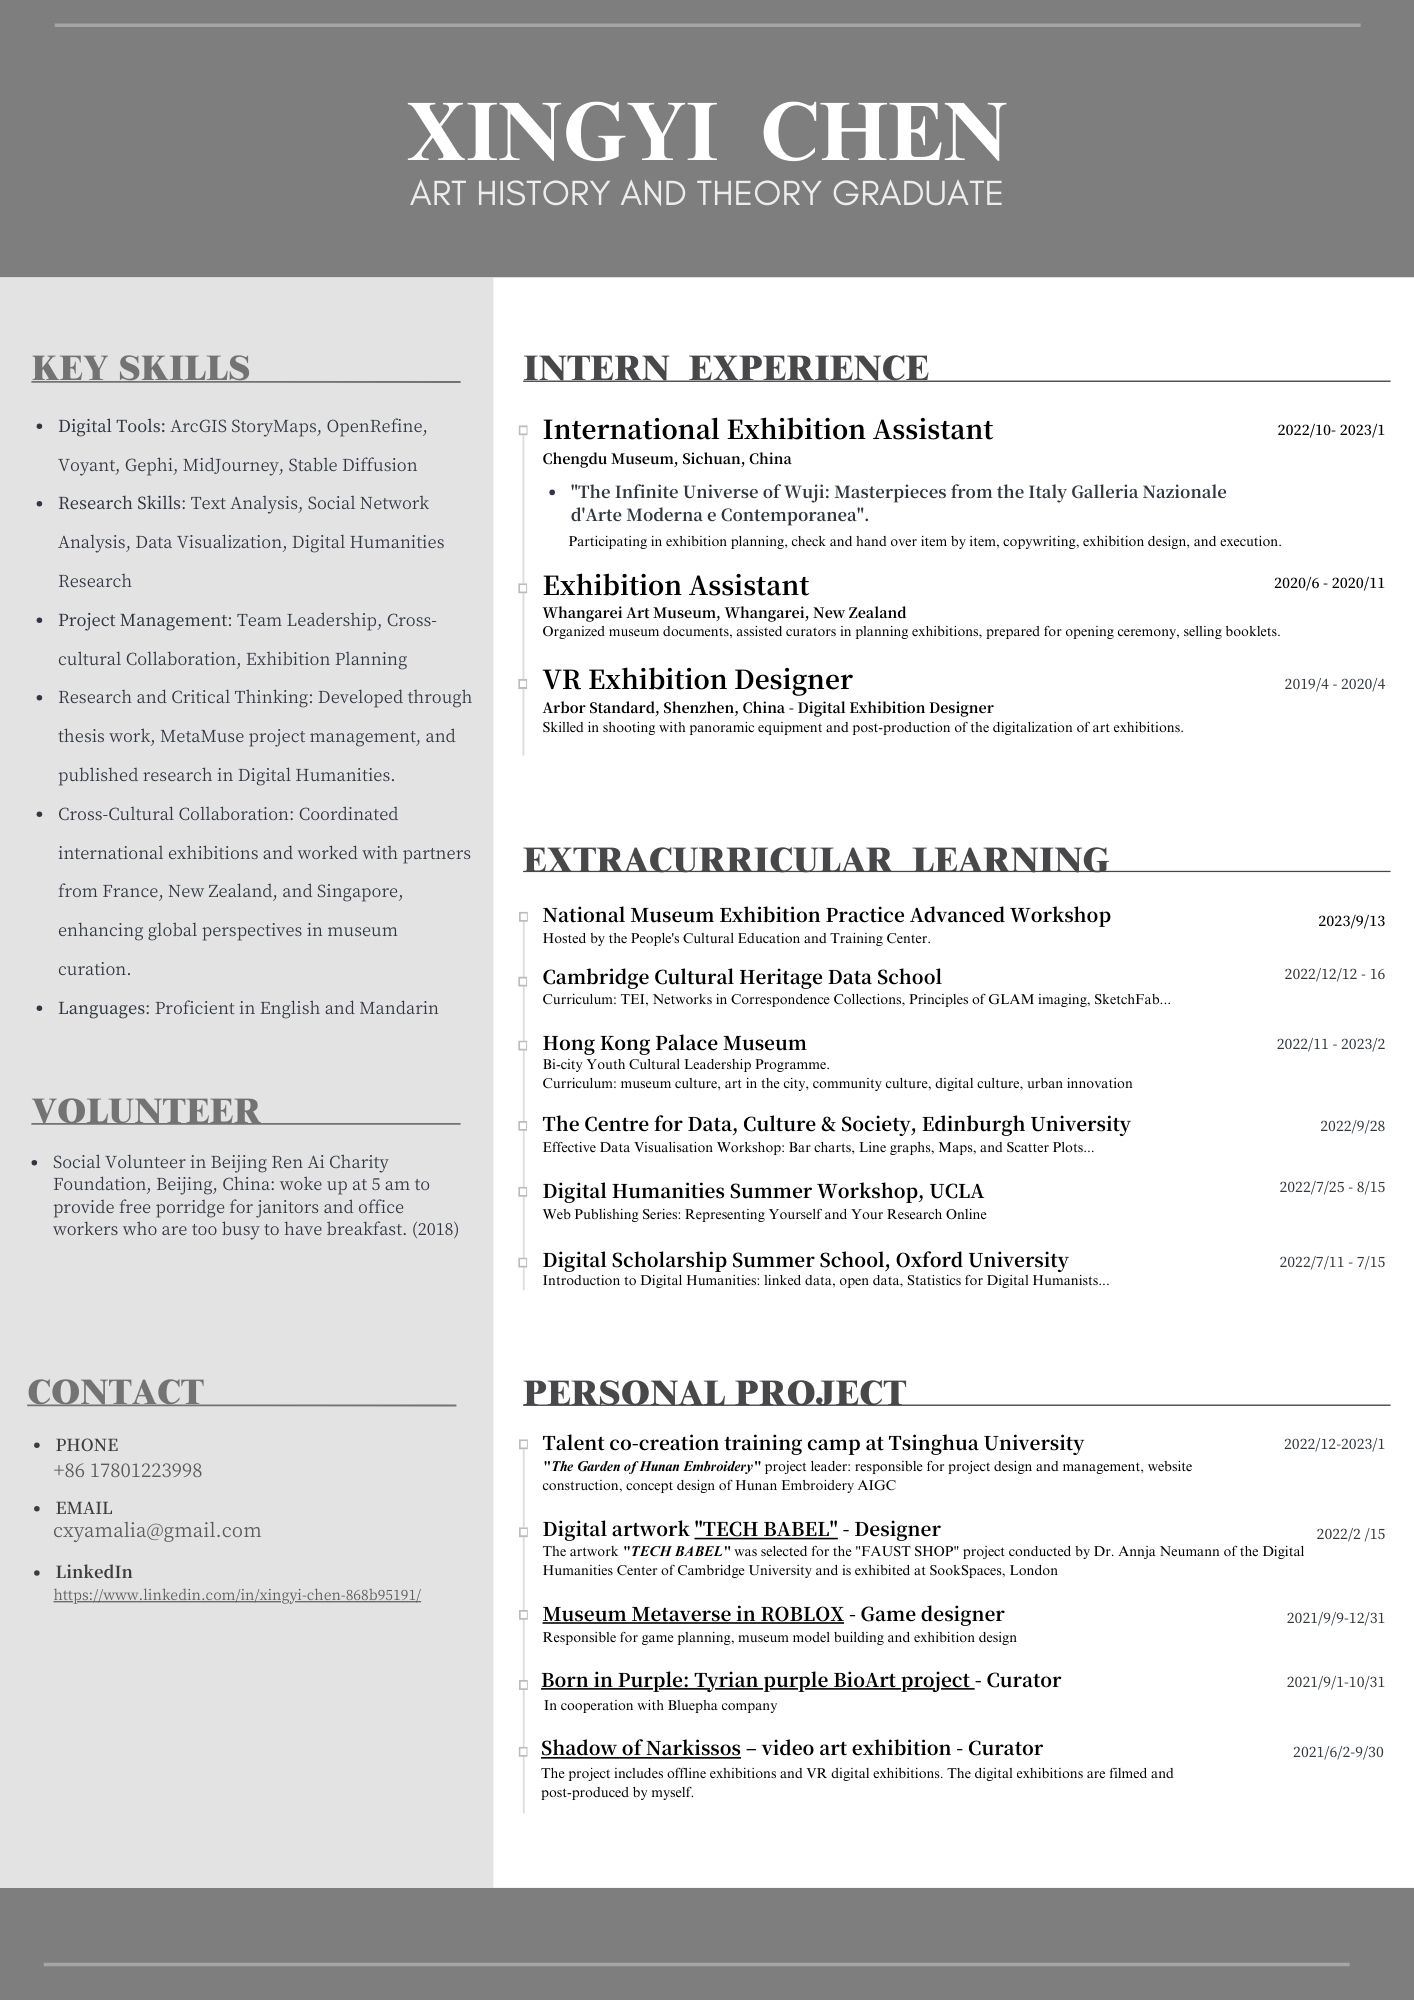 XINGYI CHEN
ART HISTORY AND THEORY GRADUATE
KEY SKILLS
• Digital Tools: ArcGIS StoryMaps, OpenRefine,
Voyant, Gephi, MidJourney, Stable Diffusion
• Research Skills: Text Analysis, Social Network
Analysis, Data Visualization, Digital Humanities
Research
• Project Management: Team Leadership, Cross-
cultural Collaboration, Exhibition Planning
• Research and Critical Thinking: Developed through
thesis work, MetaMuse project management, and
published research in Digital Humanities.
• Cross-Cultural Collaboration: Coordinated
international exhibitions and worked with partners
from France, New Zealand, and Singapore,
enhancing global perspectives in museum
curation.
• Languages: Proficient in English and Mandarin
VOLUNTEER
• Social Volunteer in Beijing Ren Ai Charity
Foundation, Beijing, China: woke up at 5 am to
provide free porridge for janitors and office
workers who are too busy to have breakfast. (2018)
CONTACT
• PHONE
+86 17801223998
• EMAIL
cxyamalia@gmail.com
• LinkedIn
https://www.linkedin.com/in/xingyi-chen-868b95191/
INTERN EXPERIENCE
International Exhibition Assistant 2022/10- 2023/1
Chengdu Museum, Sichuan, China
• "The Infinite Universe of Wuji: Masterpieces from the Italy Galleria Nazionale
d'Arte Moderna e Contemporanea".
Participating in exhibition planning, check and hand over item by item, copywriting, exhibition design, and execution.
Exhibition Assistant 2020/6 - 2020/11
Whangarei Art Museum, Whangarei, New Zealand
Organized museum documents, assisted curators in planning exhibitions, prepared for opening ceremony, selling booklets.
VR Exhibition Designer 2019/4 - 2020/4
Arbor Standard, Shenzhen, China - Digital Exhibition Designer
Skilled in shooting with panoramic equipment and post-production of the digitalization of art exhibitions.
EXTRACURRICULAR LEARNING
National Museum Exhibition Practice Advanced Workshop 2023/9/13
Hosted by the People's Cultural Education and Training Center.
Cambridge Cultural Heritage Data School 2022/12/12 - 16
Curriculum: TEI, Networks in Correspondence Collections, Principles of GLAM imaging, SketchFab...
Hong Kong Palace Museum 2022/11 - 2023/2
Bi-city Youth Cultural Leadership Programme.
Curriculum: museum culture, art in the city, community culture, digital culture, urban innovation
The Centre for Data, Culture & Society, Edinburgh University 2022/9/28
Effective Data Visualisation Workshop: Bar charts, Line graphs, Maps, and Scatter Plots...
Digital Humanities Summer Workshop, UCLA 2022/7/25 - 8/15
Web Publishing Series: Representing Yourself and Your Research Online
Digital Scholarship Summer School, Oxford University 2022/7/11 - 7/15
Introduction to Digital Humanities: linked data, open data, Statistics for Digital Humanists...
PERSONAL PROJECT
Talent co-creation training camp at Tsinghua University 2022/12-2023/1
"The Garden of Hunan Embroidery" project leader: responsible for project design and management, website
construction, concept design of Hunan Embroidery AIGC
Digital artwork "TECH BABEL" - Designer 2022/2 /15
The artwork "TECH BABEL" was selected for the "FAUST SHOP" project conducted by Dr. Annja Neumann of the Digital
Humanities Center of Cambridge University and is exhibited at SookSpaces, London
Museum Metaverse in ROBLOX - Game designer 2021/9/9-12/31
Responsible for game planning, museum model building and exhibition design
Born in Purple: Tyrian purple BioArt project - Curator 2021/9/1-10/31
In cooperation with Bluepha company
Shadow of Narkissos – video art exhibition - Curator 2021/6/2-9/30
The project includes offline exhibitions and VR digital exhibitions. The digital exhibitions are filmed and
post-produced by myself.